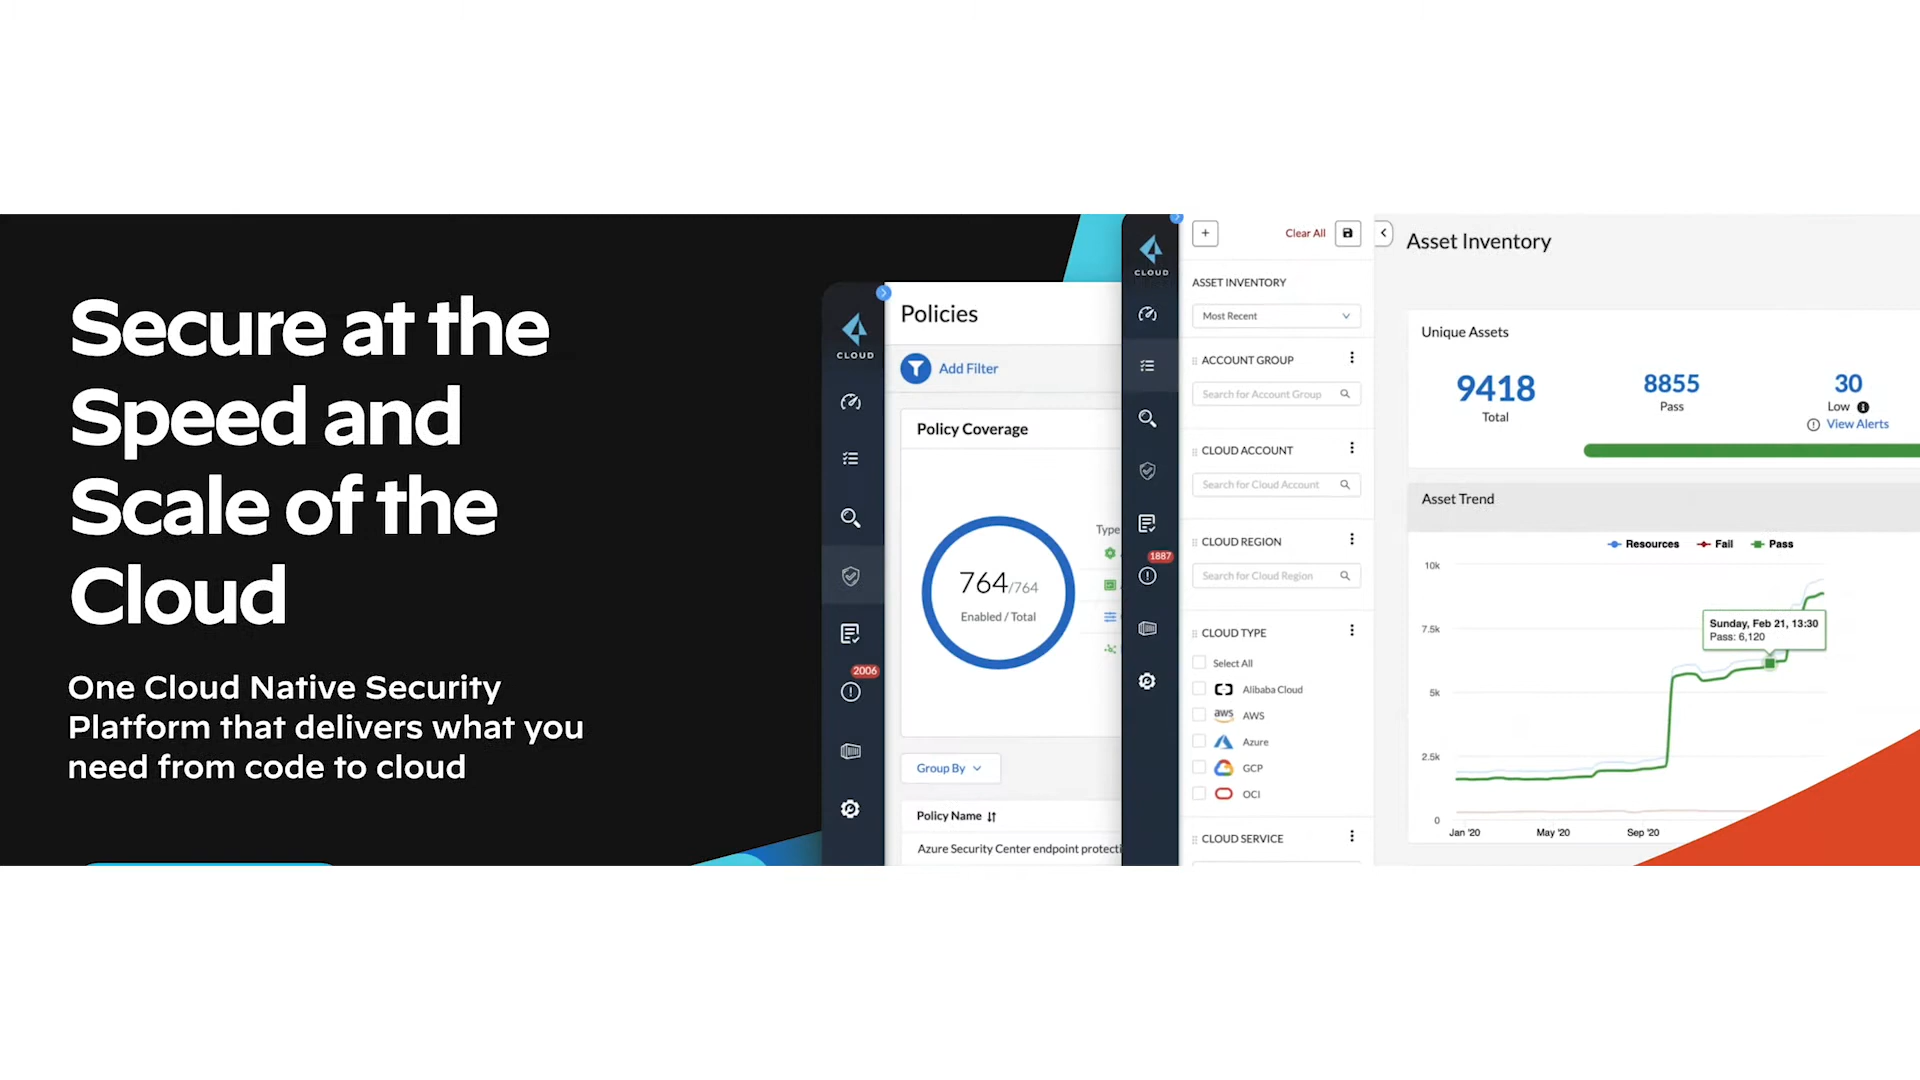 Secure at the
Speed and
Scale of the
Cloud
One Cloud Native Security
Platform that delivers what you
need from code to cloud
CLOUD
2006
Policies
Add Filter
Policy Coverage
764/764
Enabled / Total
Type
Group By
Policy Name
Azure Security Center endpoint protecti
CLOUD
1887
+
Clear All
ASSET INVENTORY
Most Recent
ACCOUNT GROUP
Search for Account Group
CLOUD ACCOUNT
Search for Cloud Account
CLOUD REGION
Search for Cloud Region
CLOUD TYPE
Select All
Alibaba Cloud
aws AWS
Azure
GCP
OCI
CLOUD SERVICE
Asset Inventory
Unique Assets
9418
Total
8855
Pass
30
Low
View Alerts
Asset Trend
Resources Fail Pass
10k
7.5k
5k
2.5k
0
Sunday, Feb 21, 13:30
Pass: 6,120
Jan '20 May '20 Sep '20